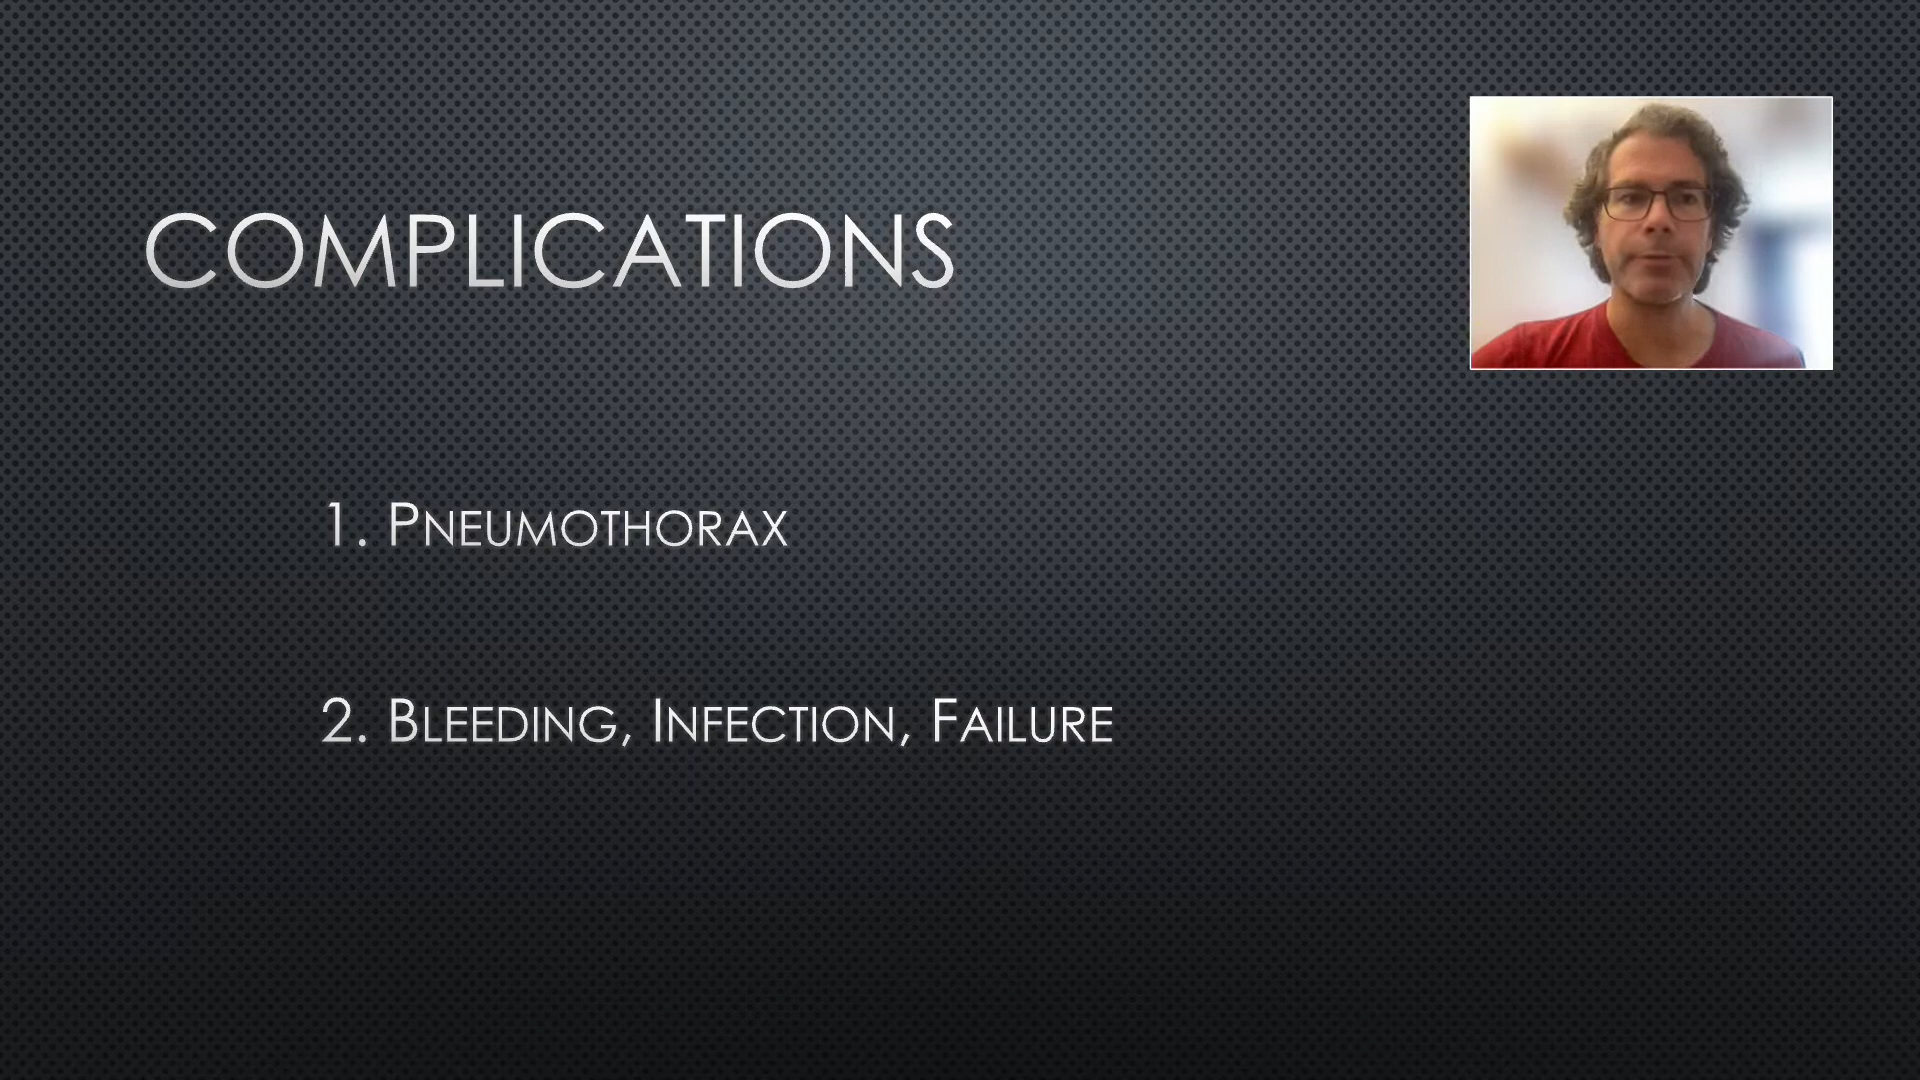 COMPLICATIONS
1. PNEUMOTHORAX
2. BLEEDING, INFECTION, FAILURE